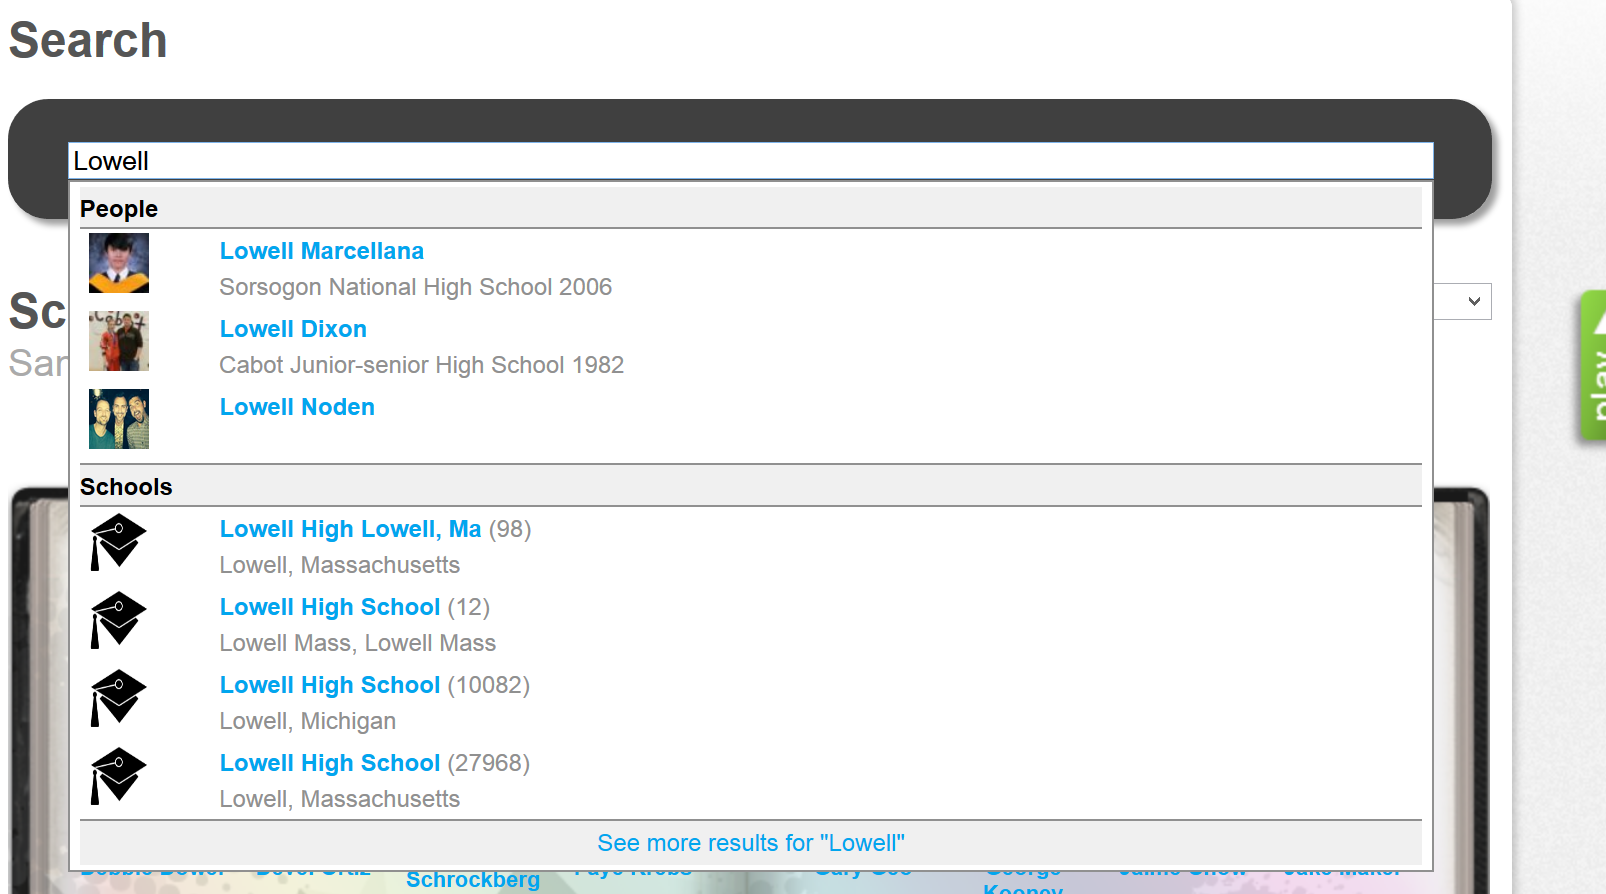 Search
Lowell
People
Lowell Marcellana
Sorsogon National High School 2006
Lowell Dixon
Cabot Junior-senior High School 1982
Lowell Noden
Sc
San
Schools
Lowell High Lowell, Ma (98)
Lowell, Massachusetts
Lowell High School (12)
Lowell Mass, Lowell Mass
Lowell High School (10082)
Lowell, Michigan
Lowell High School (27968)
Lowell, Massachusetts
See more results for "Lowell"
Schrockberg
play